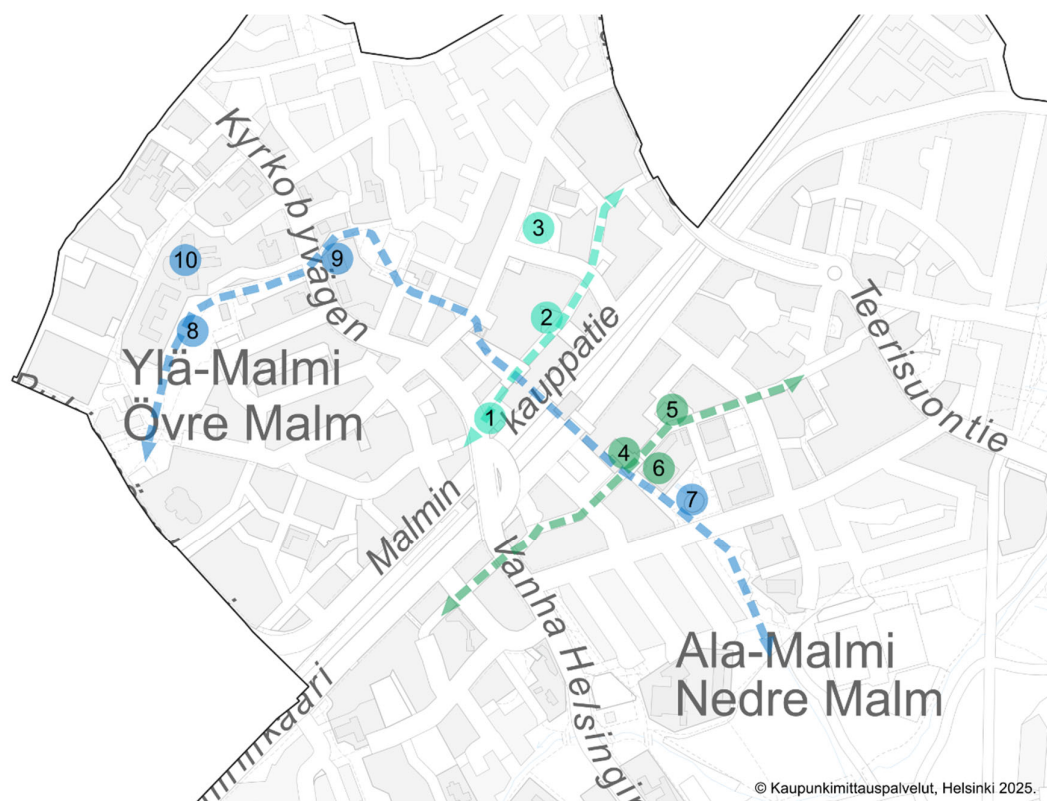 Kyrkobyvägen
3
10
9
2
8
Teerisuontie
Ylä-Malmi
Övre Malm
kauppatie
1
5
4
6
7
Malmin
Vanha
Ala-Malmi
Nedre Malm
© Kaupunkimittauspalvelut, Helsinki 2025.